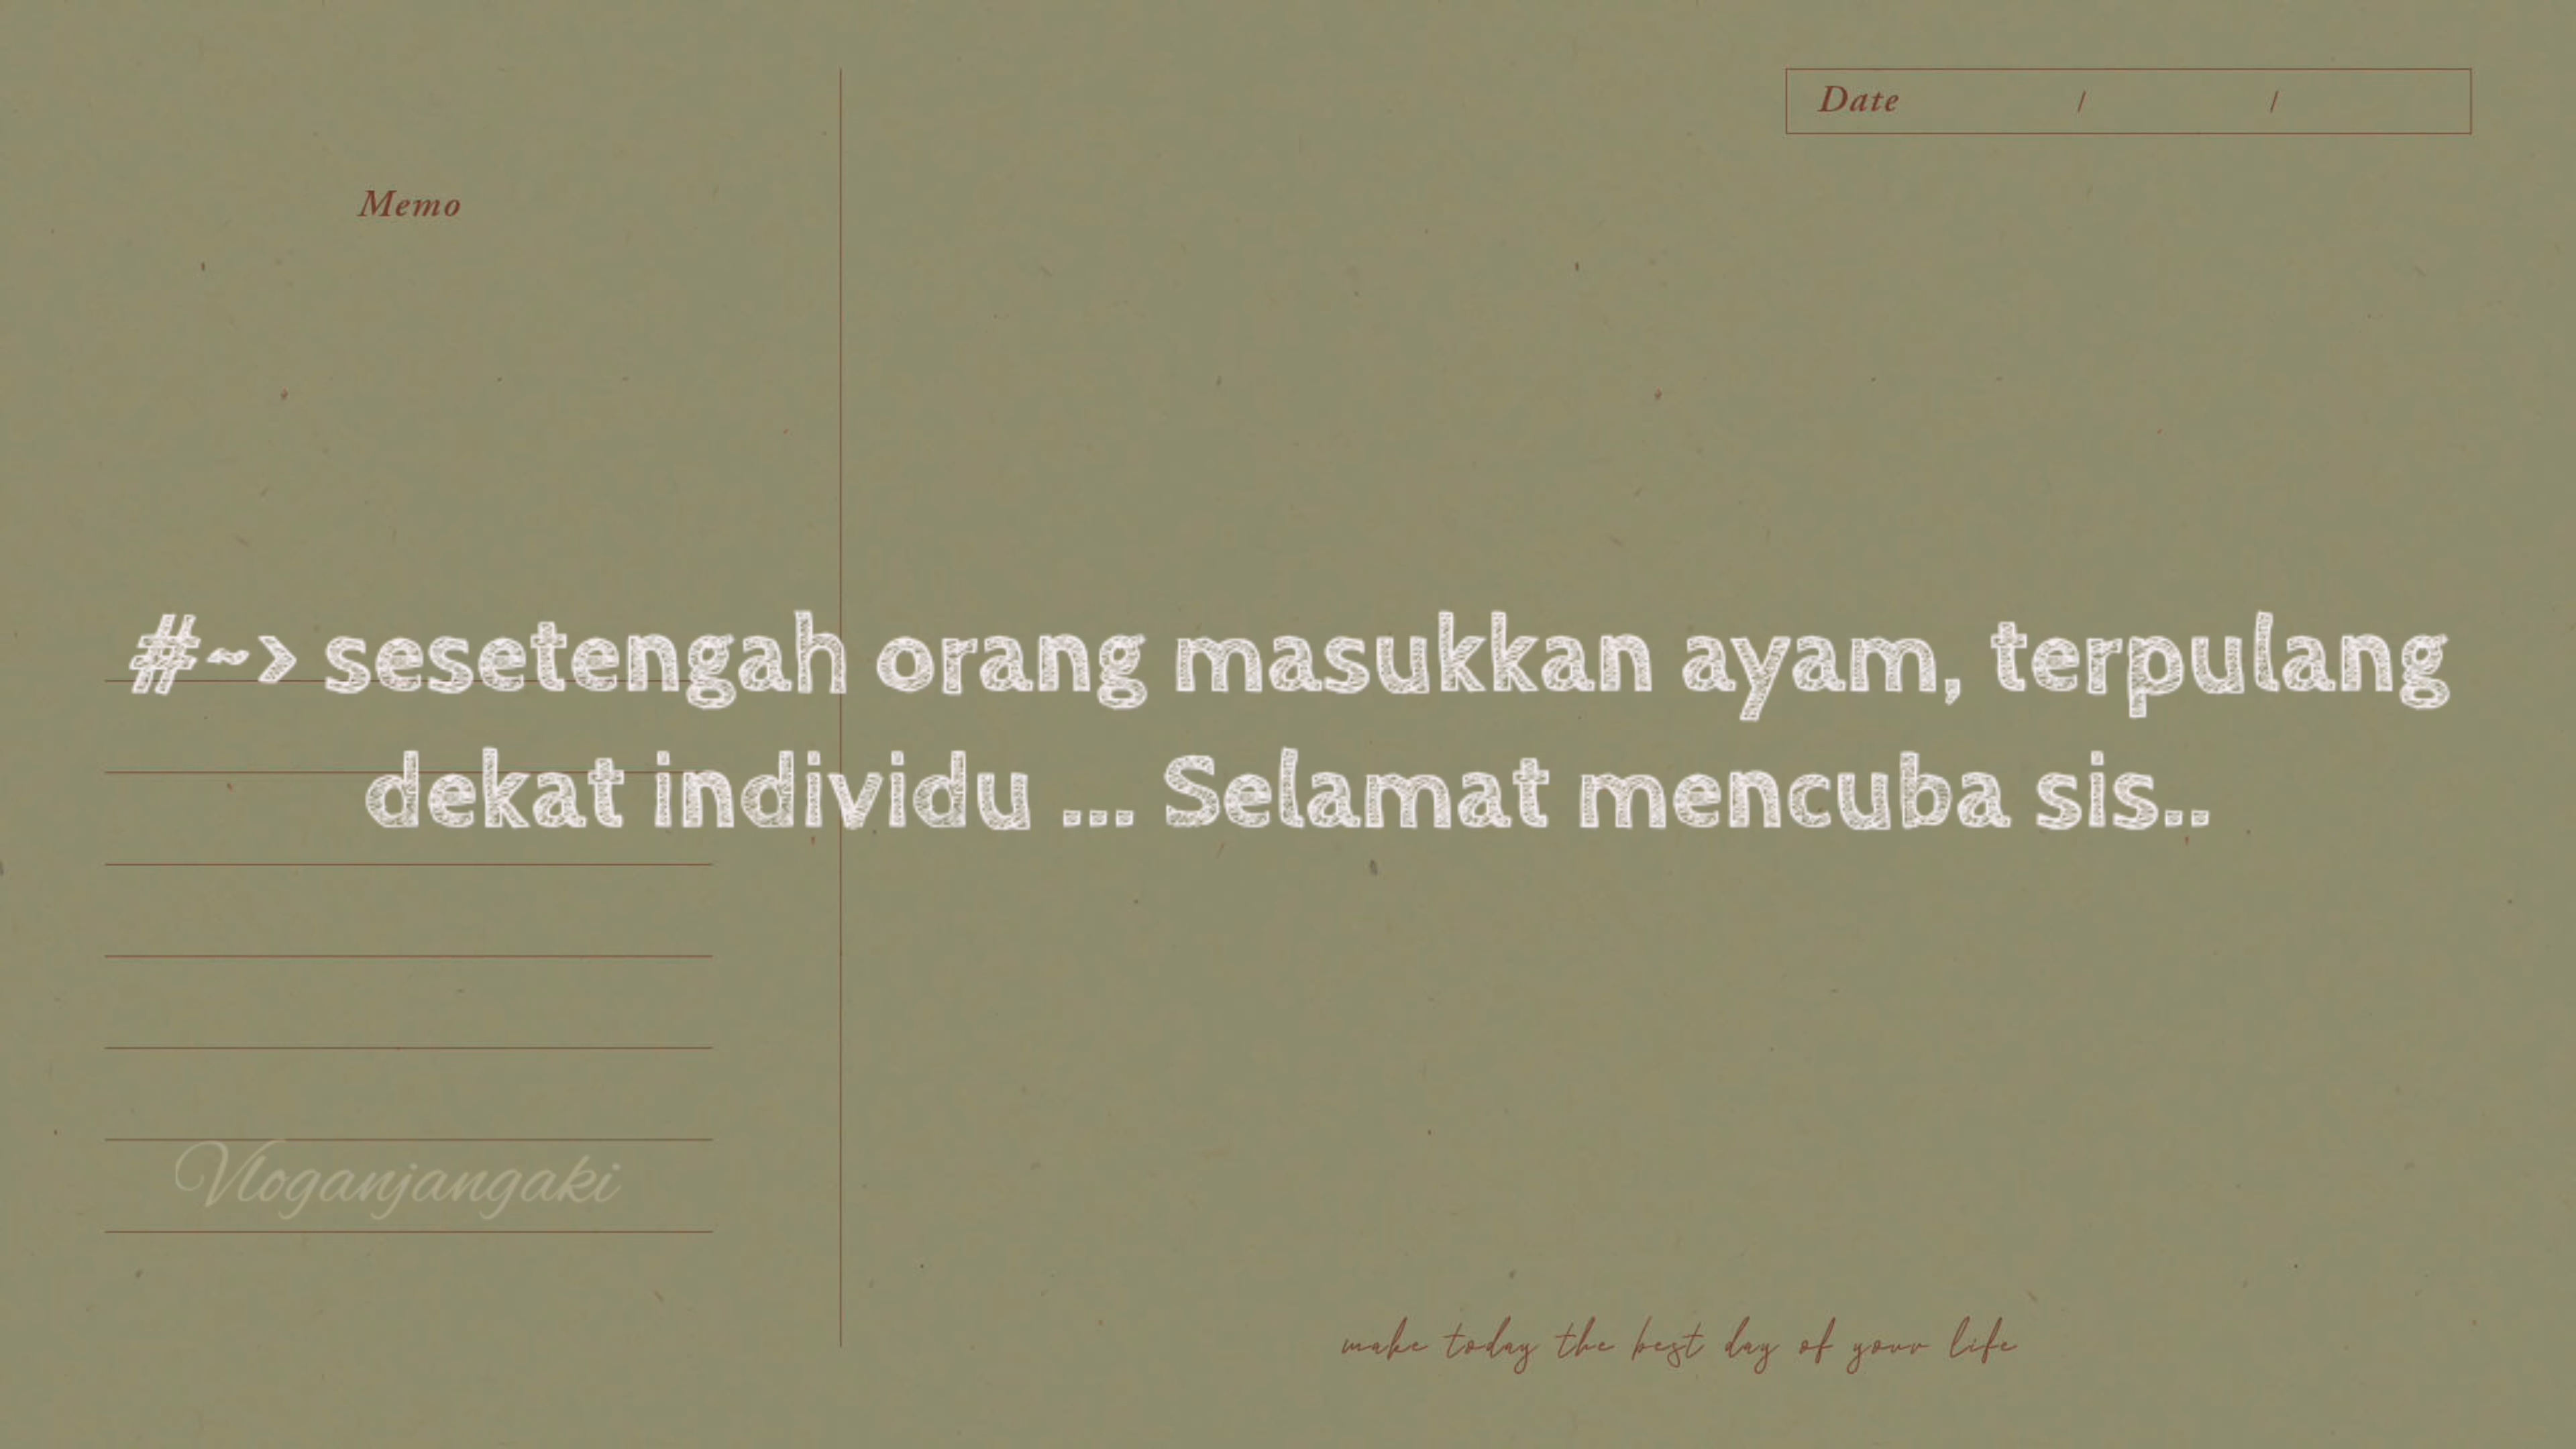 Date / /
Memo
#~> sesetengah orang masukkan ayam, terpulang
dekat individu ... Selamat mencuba sis..
Vloganjangaki
make today the best day of your life